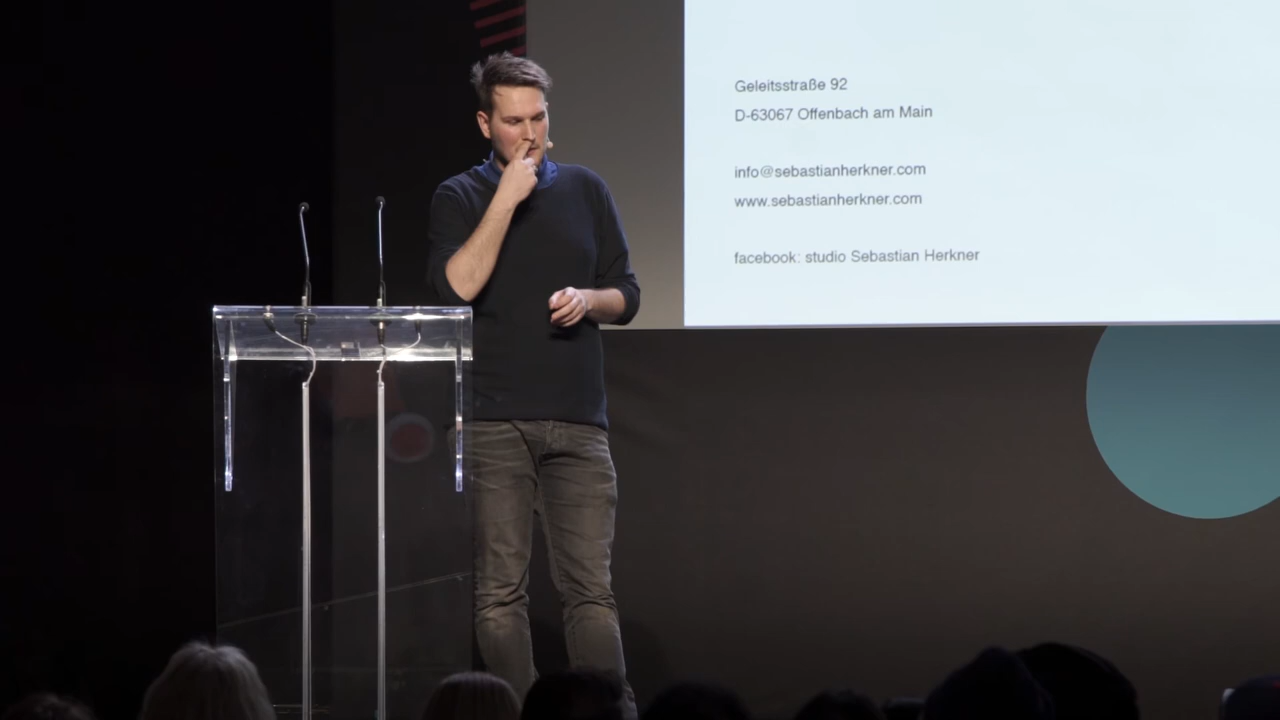 Geleitsstraße 92
D-63067 Offenbach am Main
info@sebastianherkner.com
www.sebastianherkner.com
facebook: studio Sebastian Herkner